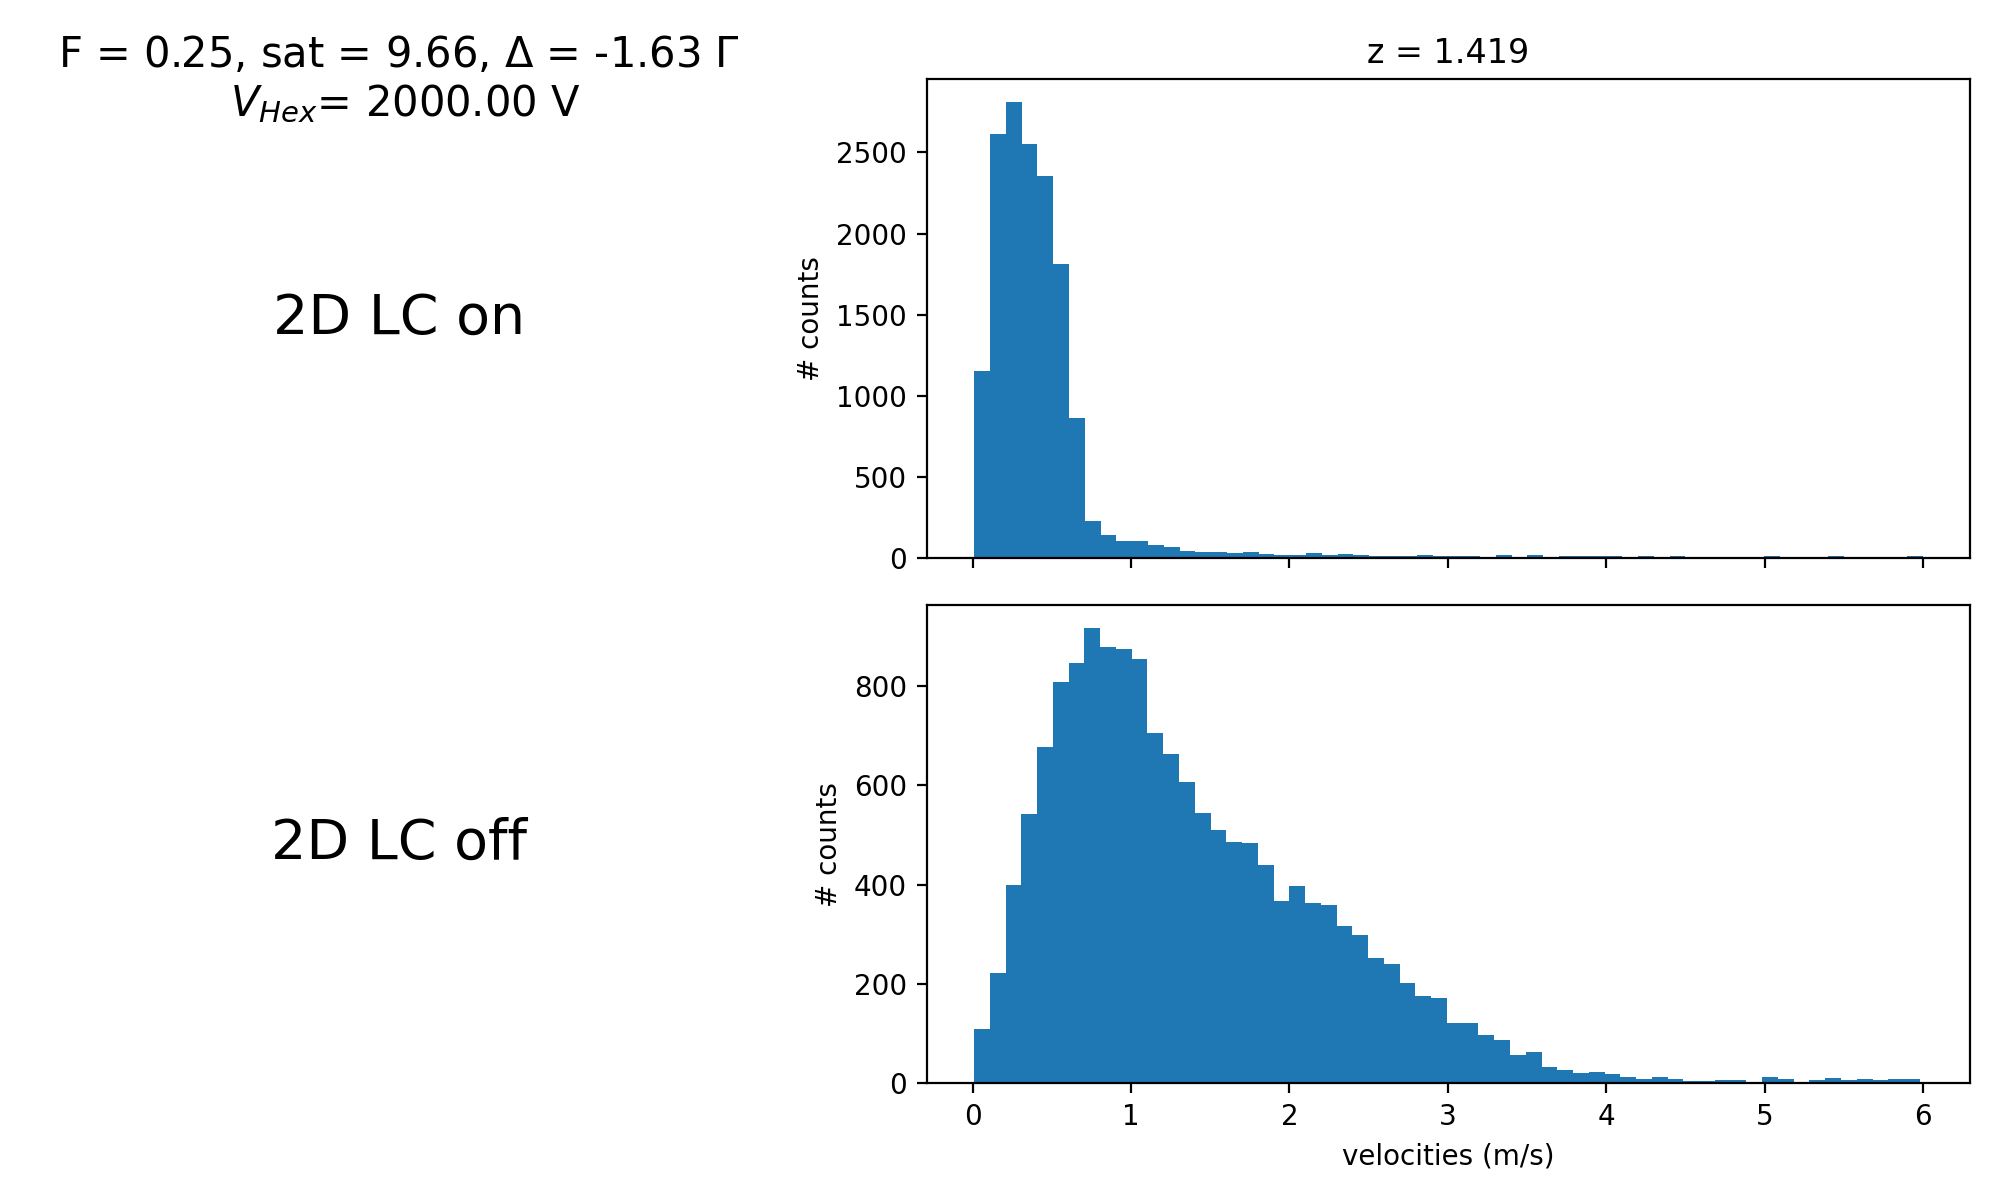 F = 0.25, sat = 9.66, Δ = -1.63 Γ
V_Hex= 2000.00 V
z = 1.419
2D LC on
# counts
2500
2000
1500
1000
500
0
2D LC off
# counts
800
600
400
200
0
0 1 2 3 4 5 6
velocities (m/s)